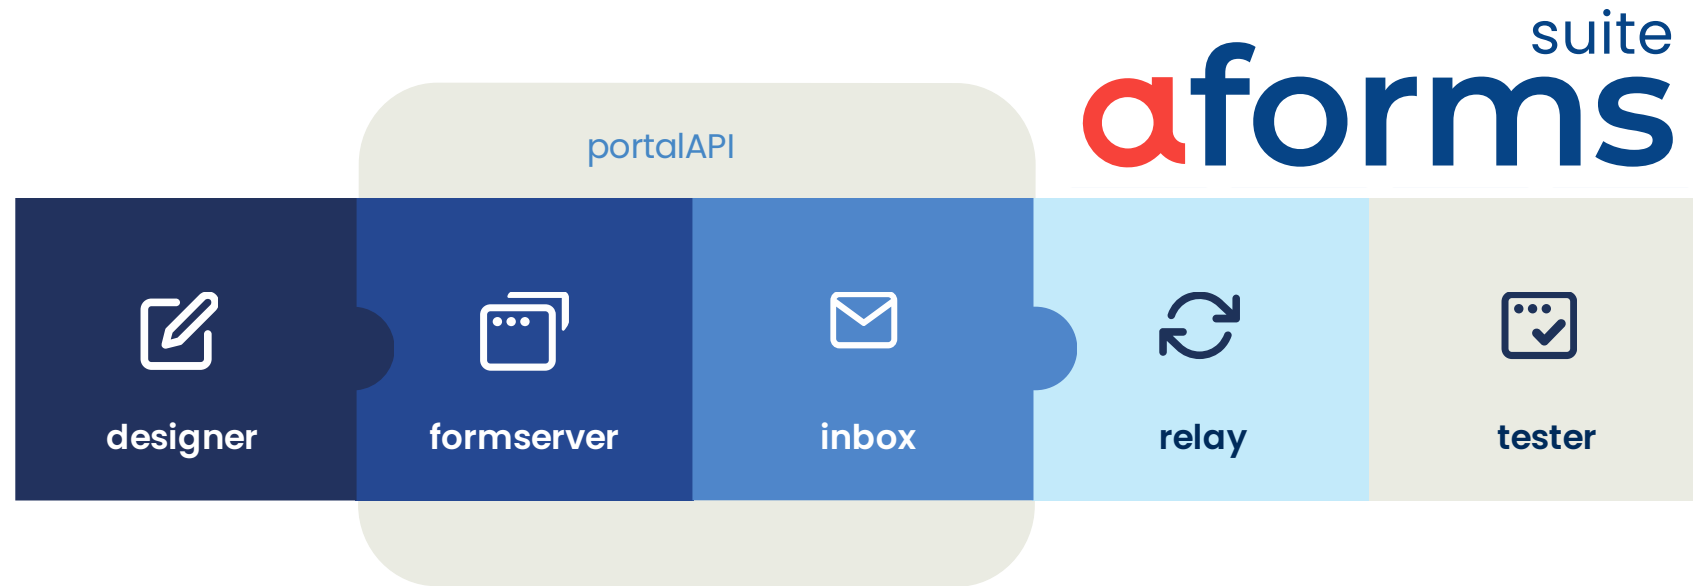 suite
aforms
portalAPI
designer
formserver
inbox
relay
tester